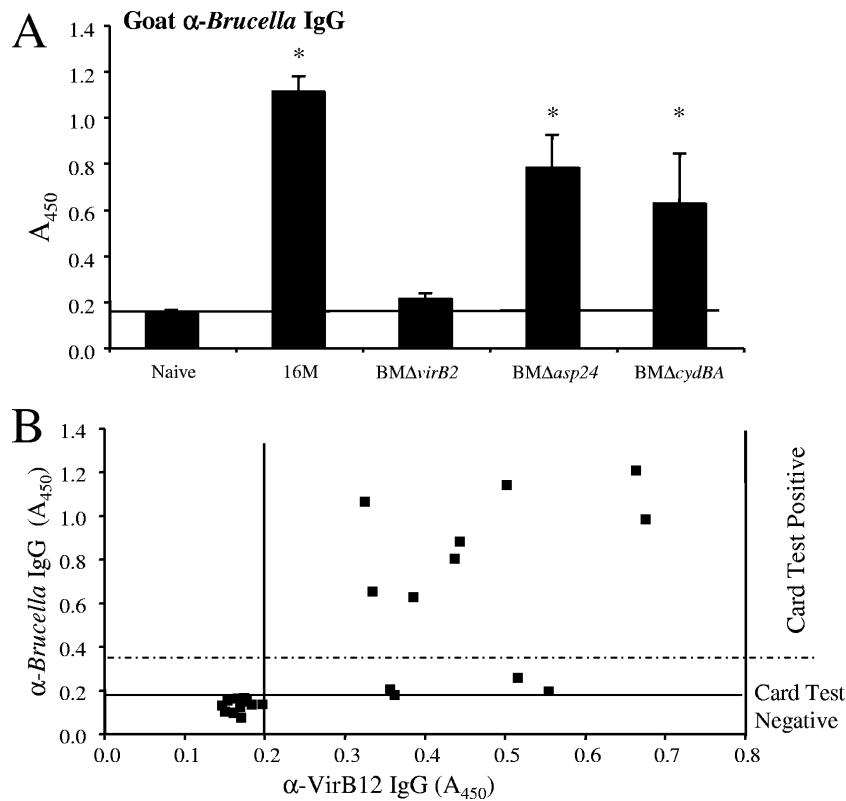 A
Goat α-Brucella IgG
1.4
1.2
1.0
0.8
0.6
0.4
0.2
0.0
A450
*
*
*
Naive
16M
BMΔvirB2
BMΔasp24
BMΔcydBA
B
1.4
1.2
1.0
0.8
0.6
0.4
0.2
0.0
α-Brucella IgG (A450)
Card Test Positive
Card Test
Negative
0.0
0.1
0.2
0.3
0.4
0.5
0.6
0.7
0.8
α-VirB12 IgG (A450)